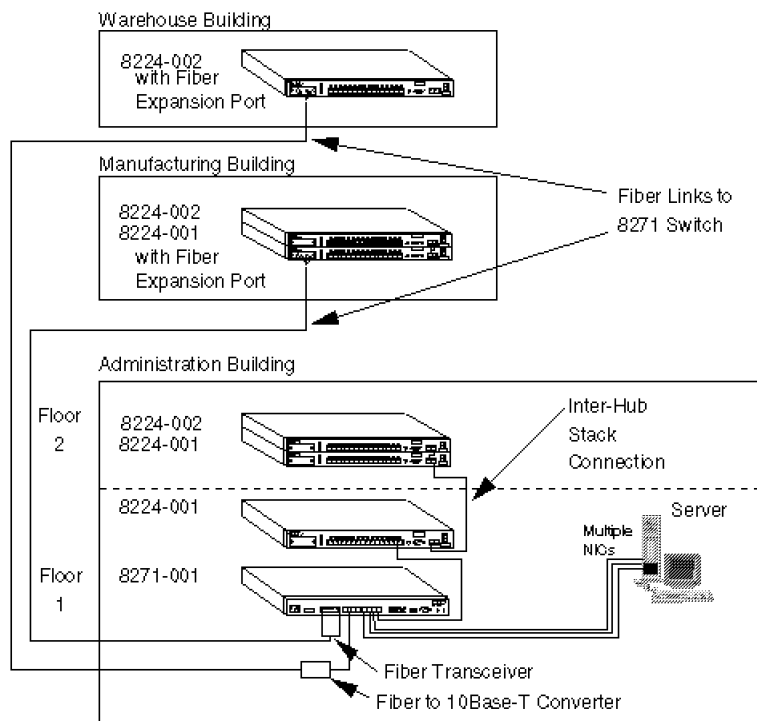 Warehouse Building
8224-002
with Fiber
Expansion Port
Manufacturing Building
8224-002
8224-001
with Fiber
Expansion Port
Fiber Links to
8271 Switch
Administration Building
Floor
2
8224-002
8224-001
Inter-Hub
Stack
Connection
8224-001
Server
Multiple
NICs
Floor
1
8271-001
Fiber Transceiver
Fiber to 10Base-T Converter